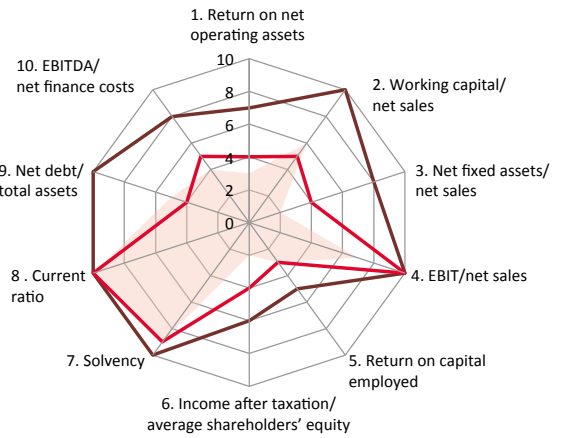 1. Return on net
operating assets
10
10. EBITDA/
net finance costs
2. Working capital/
net sales
8
6
4
2
0
9. Net debt/
total assets
3. Net fixed assets/
net sales
8 . Current
ratio
4. EBIT/net sales
7. Solvency
5. Return on capital
employed
6. Income after taxation/
average shareholders’ equity